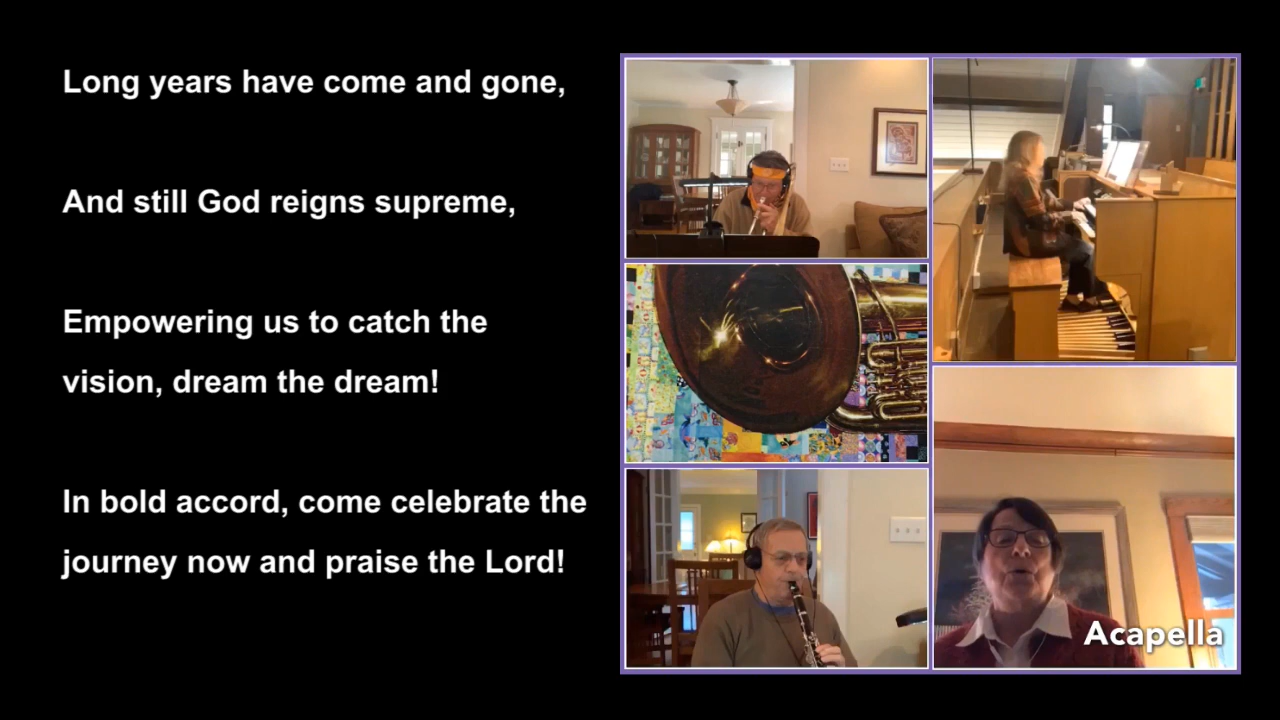 Long years have come and gone,
And still God reigns supreme,
Empowering us to catch the
vision, dream the dream!
In bold accord, come celebrate the
journey now and praise the Lord!
Acapella